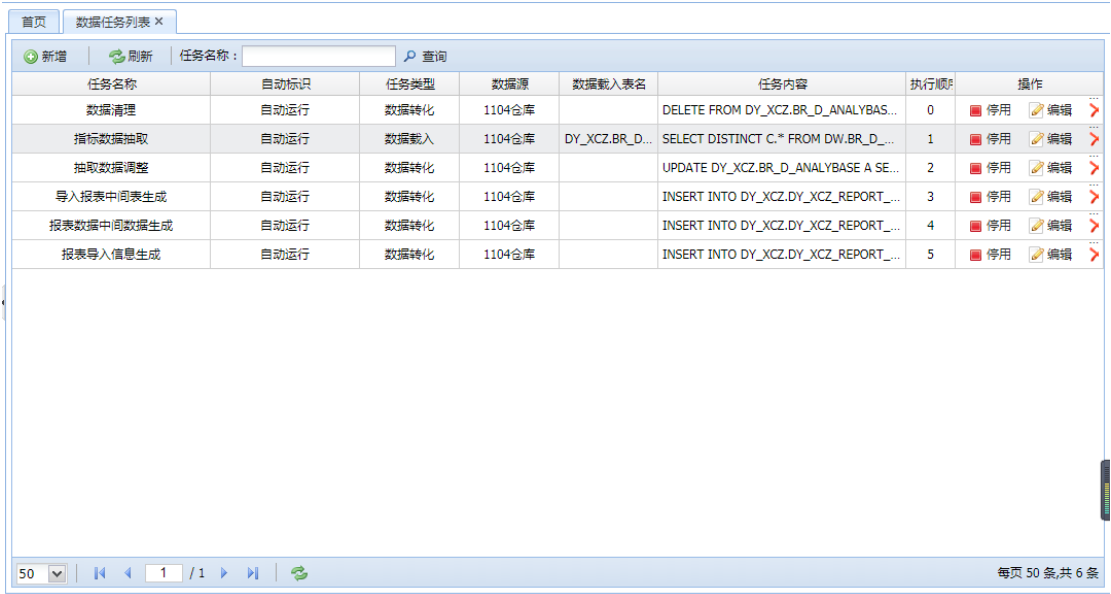 首页 数据任务列表 ×
新增 刷新 任务名称： 查询
任务名称 自动标识 任务类型 数据源 数据载入表名 任务内容 执行顺序 操作
数据清理 自动运行 数据转化 1104仓库 DELETE FROM DY_XCZ.BR_D_ANALYBAS... 0 停用 编辑
指标数据抽取 自动运行 数据载入 1104仓库 DY_XCZ.BR_D... SELECT DISTINCT C.* FROM DW.BR_D_... 1 停用 编辑
抽取数据调整 自动运行 数据转化 1104仓库 UPDATE DY_XCZ.BR_D_ANALYBASE A SE... 2 停用 编辑
导入报表中间表生成 自动运行 数据转化 1104仓库 INSERT INTO DY_XCZ.DY_XCZ_REPORT_... 3 停用 编辑
报表数据中间数据生成 自动运行 数据转化 1104仓库 INSERT INTO DY_XCZ.DY_XCZ_REPORT_... 4 停用 编辑
报表导入信息生成 自动运行 数据转化 1104仓库 INSERT INTO DY_XCZ.DY_XCZ_REPORT_... 5 停用 编辑
50 1 / 1 每页 50 条,共 6 条